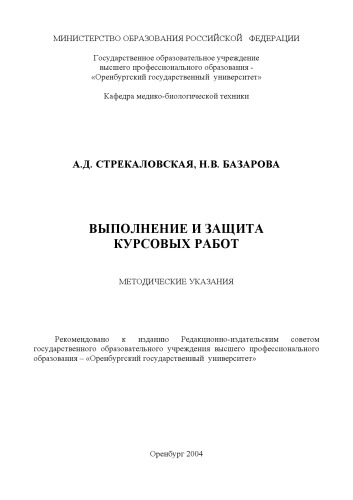 МИНИСТЕРСТВО ОБРАЗОВАНИЯ РОССИЙСКОЙ ФЕДЕРАЦИИ
Государственное образовательное учреждение
высшего профессионального образования -
«Оренбургский государственный университет»
Кафедра медико-биологической техники
А.Д. СТРЕКАЛОВСКАЯ, Н.В. БАЗАРОВА
ВЫПОЛНЕНИЕ И ЗАЩИТА
КУРСОВЫХ РАБОТ
МЕТОДИЧЕСКИЕ УКАЗАНИЯ
Рекомендовано к изданию Редакционно-издательским советом
государственного образовательного учреждения высшего профессионального
образования – «Оренбургский государственный университет»
Оренбург 2004